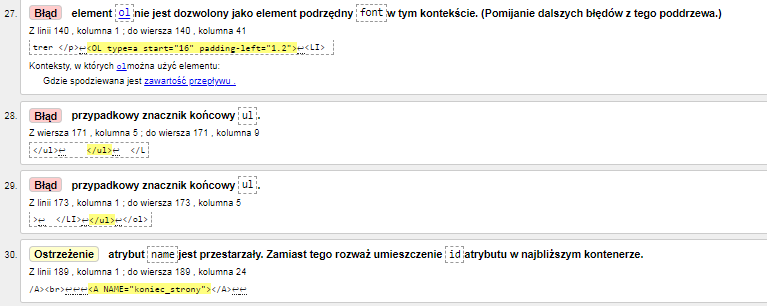 27. Błąd element ol nie jest dozwolony jako element podrzędny font w tym kontekście. (Pomijanie dalszych błędów z tego poddrzewa.)
Z linii 140 , kolumna 1 ; do wiersza 140 , kolumna 41
trer </p>↩<OL type=a start="16" padding-left="1.2">↩<LI>
Konteksty, w których ol można użyć elementu:
Gdzie spodziewana jest zawartość przepływu .
28. Błąd przypadkowy znacznik końcowy ul .
Z wiersza 171 , kolumna 5 ; do wiersza 171 , kolumna 9
</ul>↩ </ul>↩ </L
29. Błąd przypadkowy znacznik końcowy ul .
Z linii 173 , kolumna 1 ; do wiersza 173 , kolumna 5
>↩ </LI>↩</ul>↩</ol>
30. Ostrzeżenie atrybut name jest przestarzały. Zamiast tego rozważ umieszczenie id atrybutu w najbliższym kontenerze.
Z linii 189 , kolumna 1 ; do wiersza 189 , kolumna 24
/A><br>↩↩↩<A NAME="koniec_strony"></A>↩↩